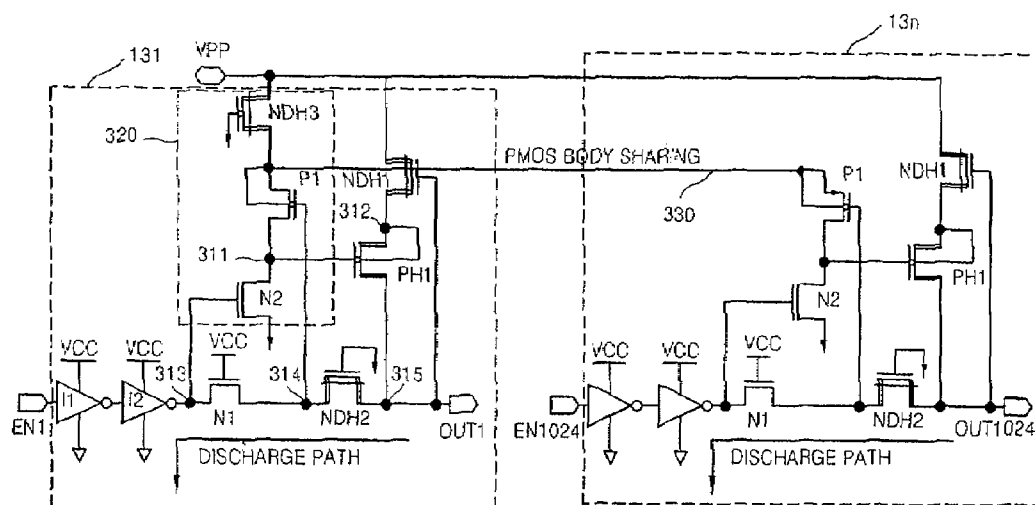 131
VPP
13n
320
NDH3
PMOS BODY SHARING
P1
NDH1
330
P1
NDH1
312
311
PH1
N2
PH1
N2
VCC
VCC
VCC
313
314
315
VCC
VCC
VCC
I1
I2
N1
NDH2
N1
NDH2
EN1
OUT1
EN1024
OUT1024
DISCHARGE PATH
DISCHARGE PATH